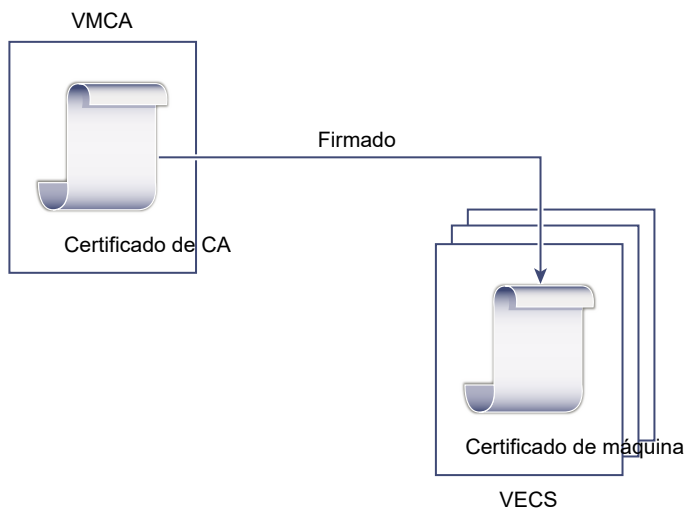 VMCA
Firmado
Certificado de CA
Certificado de máquina
VECS